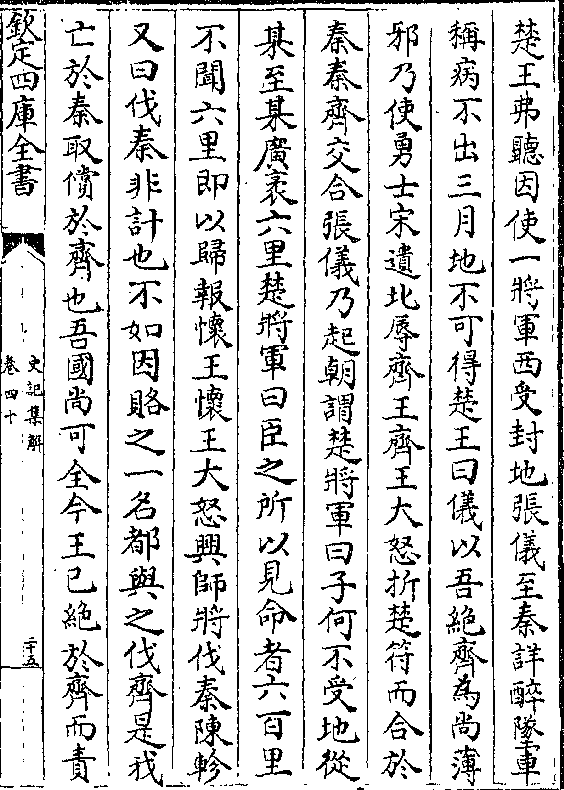 楚王弗聽因使一將軍西受封地張儀至秦詳醉隊車
稱病不出三月地不可得楚王曰儀以吾絶齊為尚薄
邪乃使勇士宋遺北辱齊王齊王大怒折楚符而合於
秦秦齊交合張儀乃起朝謂楚將軍曰子何不受地從
某至某廣袤六里楚將軍曰臣之所以見命者六百里
不聞六里即以歸報懷王懷王大怒興師將伐秦陳軫
又曰伐秦非計也不如因賂之一名都與之伐齊是我
亡於秦取償於齊也吾國尚可全今王已絶於齊而責
欽定四庫全書
史記集解
卷四十
二十五